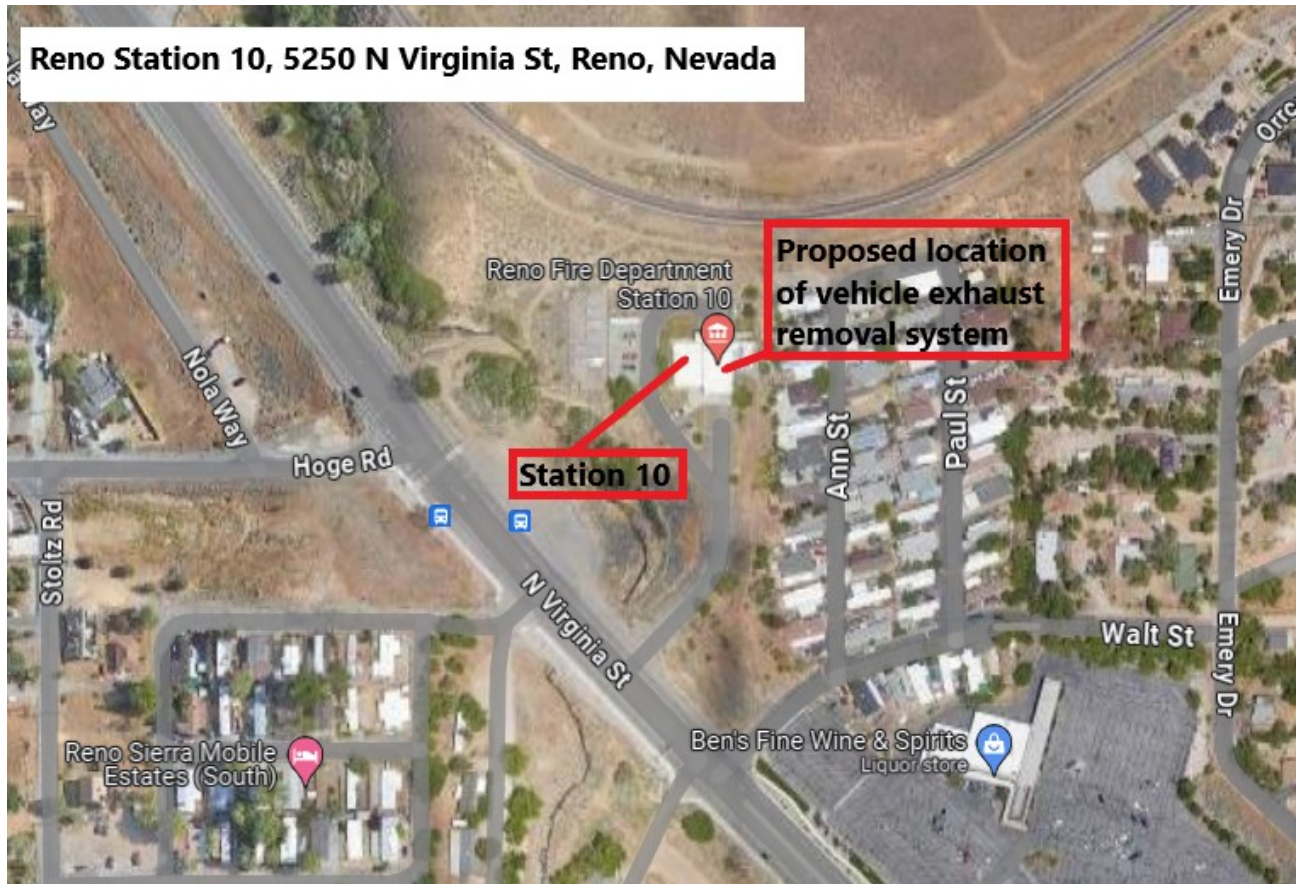 Reno Station 10, 5250 N Virginia St, Reno, Nevada
Way
Orrc
Emery Dr
Reno Fire Department
Station 10
Proposed location
of vehicle exhaust
removal system
Nola Way
Hoge Rd
Station 10
Ann St
Paul St
Stoltz Rd
N Virginia St
Walt St
Emery Dr
Reno Sierra Mobile
Estates (South)
Ben's Fine Wine & Spirits
Liquor store